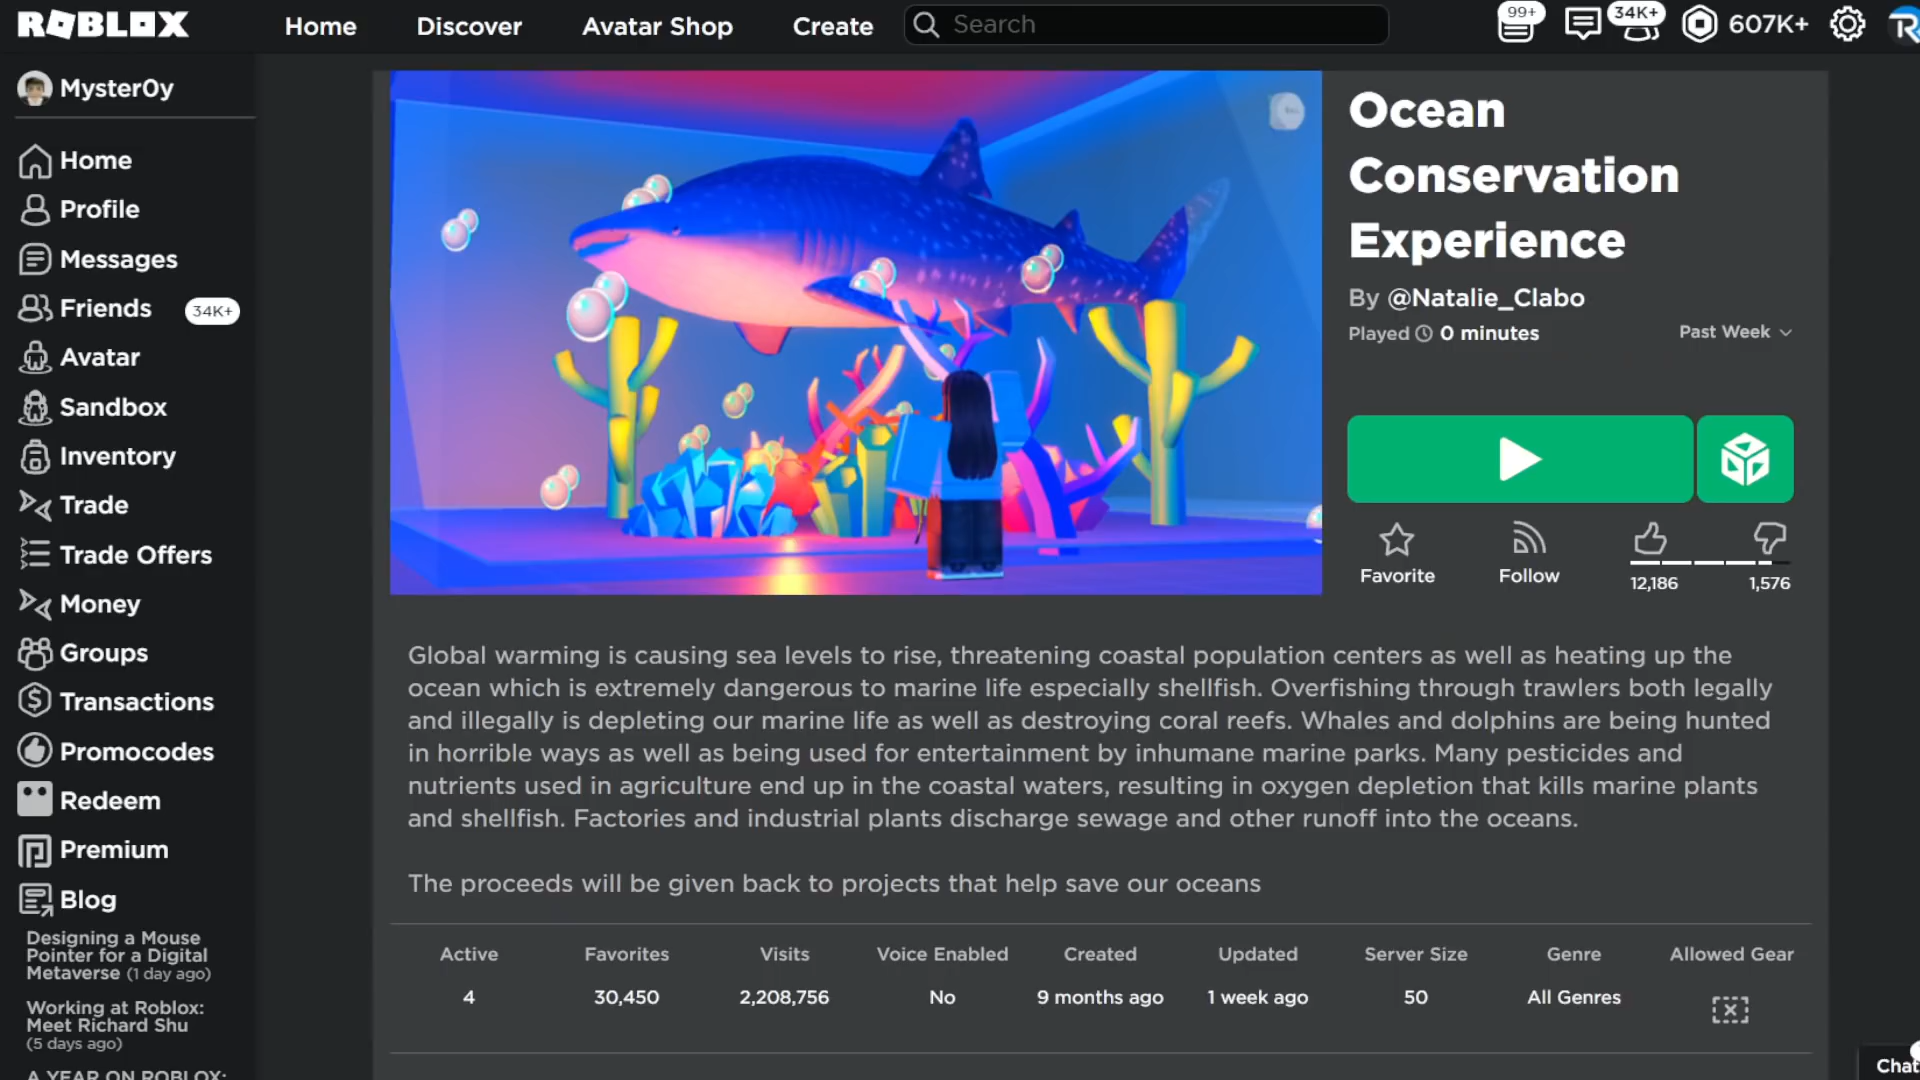 ROBLOX
Home
Discover
Avatar Shop
Create
Search
99+
34K+
607K+
Myster0y
Home
Profile
Messages
Friends
34K+
Avatar
Sandbox
Inventory
Trade
Trade Offers
Money
Groups
Transactions
Promocodes
Redeem
Premium
Blog
Designing a Mouse
Pointer for a Digital
Metaverse (1 day ago)
Working at Roblox:
Meet Richard Shu
(5 days ago)
A YEAR ON ROBLOX:
Ocean
Conservation
Experience
By @Natalie_Clabo
Played 0 minutes
Past Week
Favorite
Follow
12,186
1,576
Global warming is causing sea levels to rise, threatening coastal population centers as well as heating up the
ocean which is extremely dangerous to marine life especially shellfish. Overfishing through trawlers both legally
and illegally is depleting our marine life as well as destroying coral reefs. Whales and dolphins are being hunted
in horrible ways as well as being used for entertainment by inhumane marine parks. Many pesticides and
nutrients used in agriculture end up in the coastal waters, resulting in oxygen depletion that kills marine plants
and shellfish. Factories and industrial plants discharge sewage and other runoff into the oceans.
The proceeds will be given back to projects that help save our oceans
Active Favorites Visits Voice Enabled Created Updated Server Size Genre Allowed Gear
4 30,450 2,208,756 No 9 months ago 1 week ago 50 All Genres
Chat